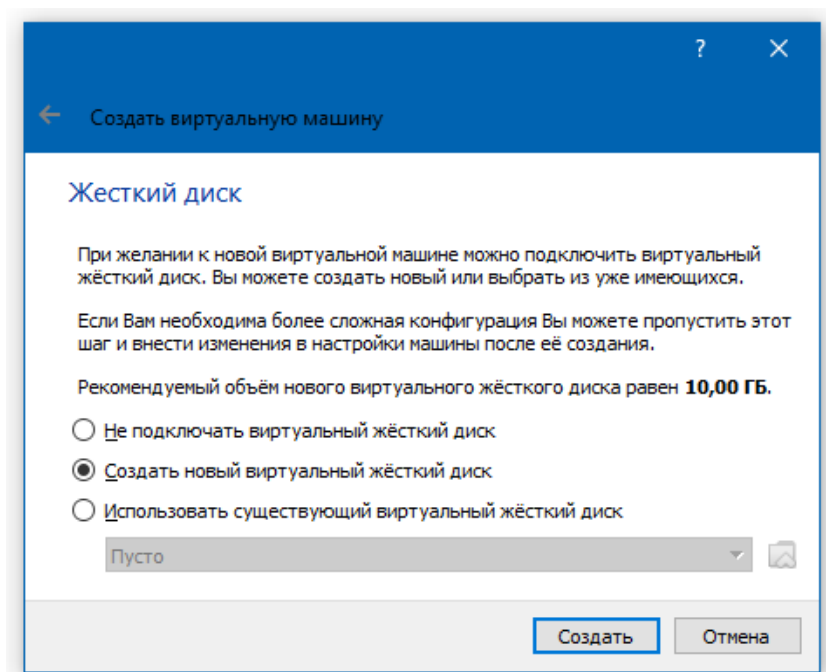 ?
Создать виртуальную машину
Жесткий диск
При желании к новой виртуальной машине можно подключить виртуальный
жёсткий диск. Вы можете создать новый или выбрать из уже имеющихся.
Если Вам необходима более сложная конфигурация Вы можете пропустить этот
шаг и внести изменения в настройки машины после её создания.
Рекомендуемый объём нового виртуального жёсткого диска равен 10,00 ГБ.
Не подключать виртуальный жёсткий диск
Создать новый виртуальный жёсткий диск
Использовать существующий виртуальный жёсткий диск
Пусто
Создать Отмена